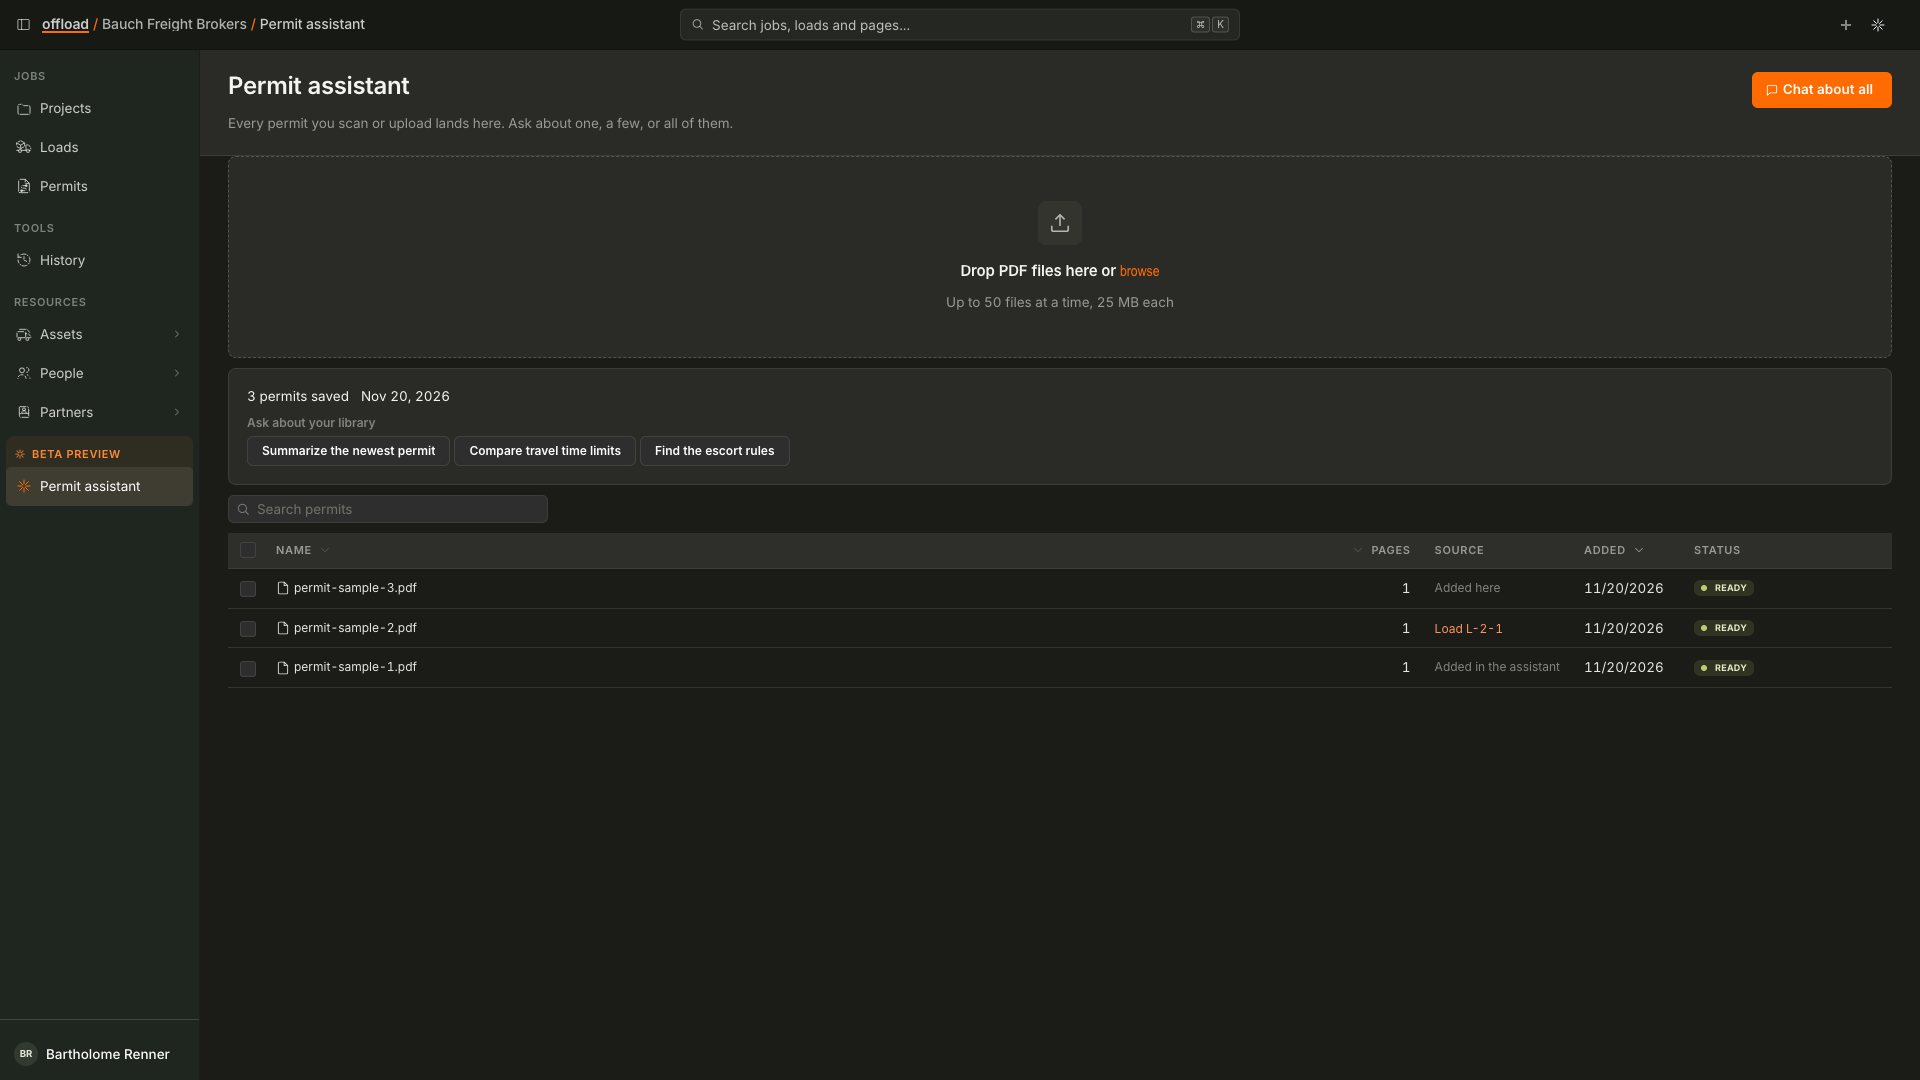 offload / Bauch Freight Brokers / Permit assistant
Search jobs, loads and pages... ⌘ K
JOBS
Projects
Loads
Permits
TOOLS
History
RESOURCES
Assets
People
Partners
BETA PREVIEW
Permit assistant
BR Bartholome Renner
Permit assistant
Every permit you scan or upload lands here. Ask about one, a few, or all of them.
Chat about all
Drop PDF files here or browse
Up to 50 files at a time, 25 MB each
3 permits saved Nov 20, 2026
Ask about your library
Summarize the newest permit Compare travel time limits Find the escort rules
Search permits
NAME PAGES SOURCE ADDED STATUS
permit-sample-3.pdf 1 Added here 11/20/2026 READY
permit-sample-2.pdf 1 Load L-2-1 11/20/2026 READY
permit-sample-1.pdf 1 Added in the assistant 11/20/2026 READY